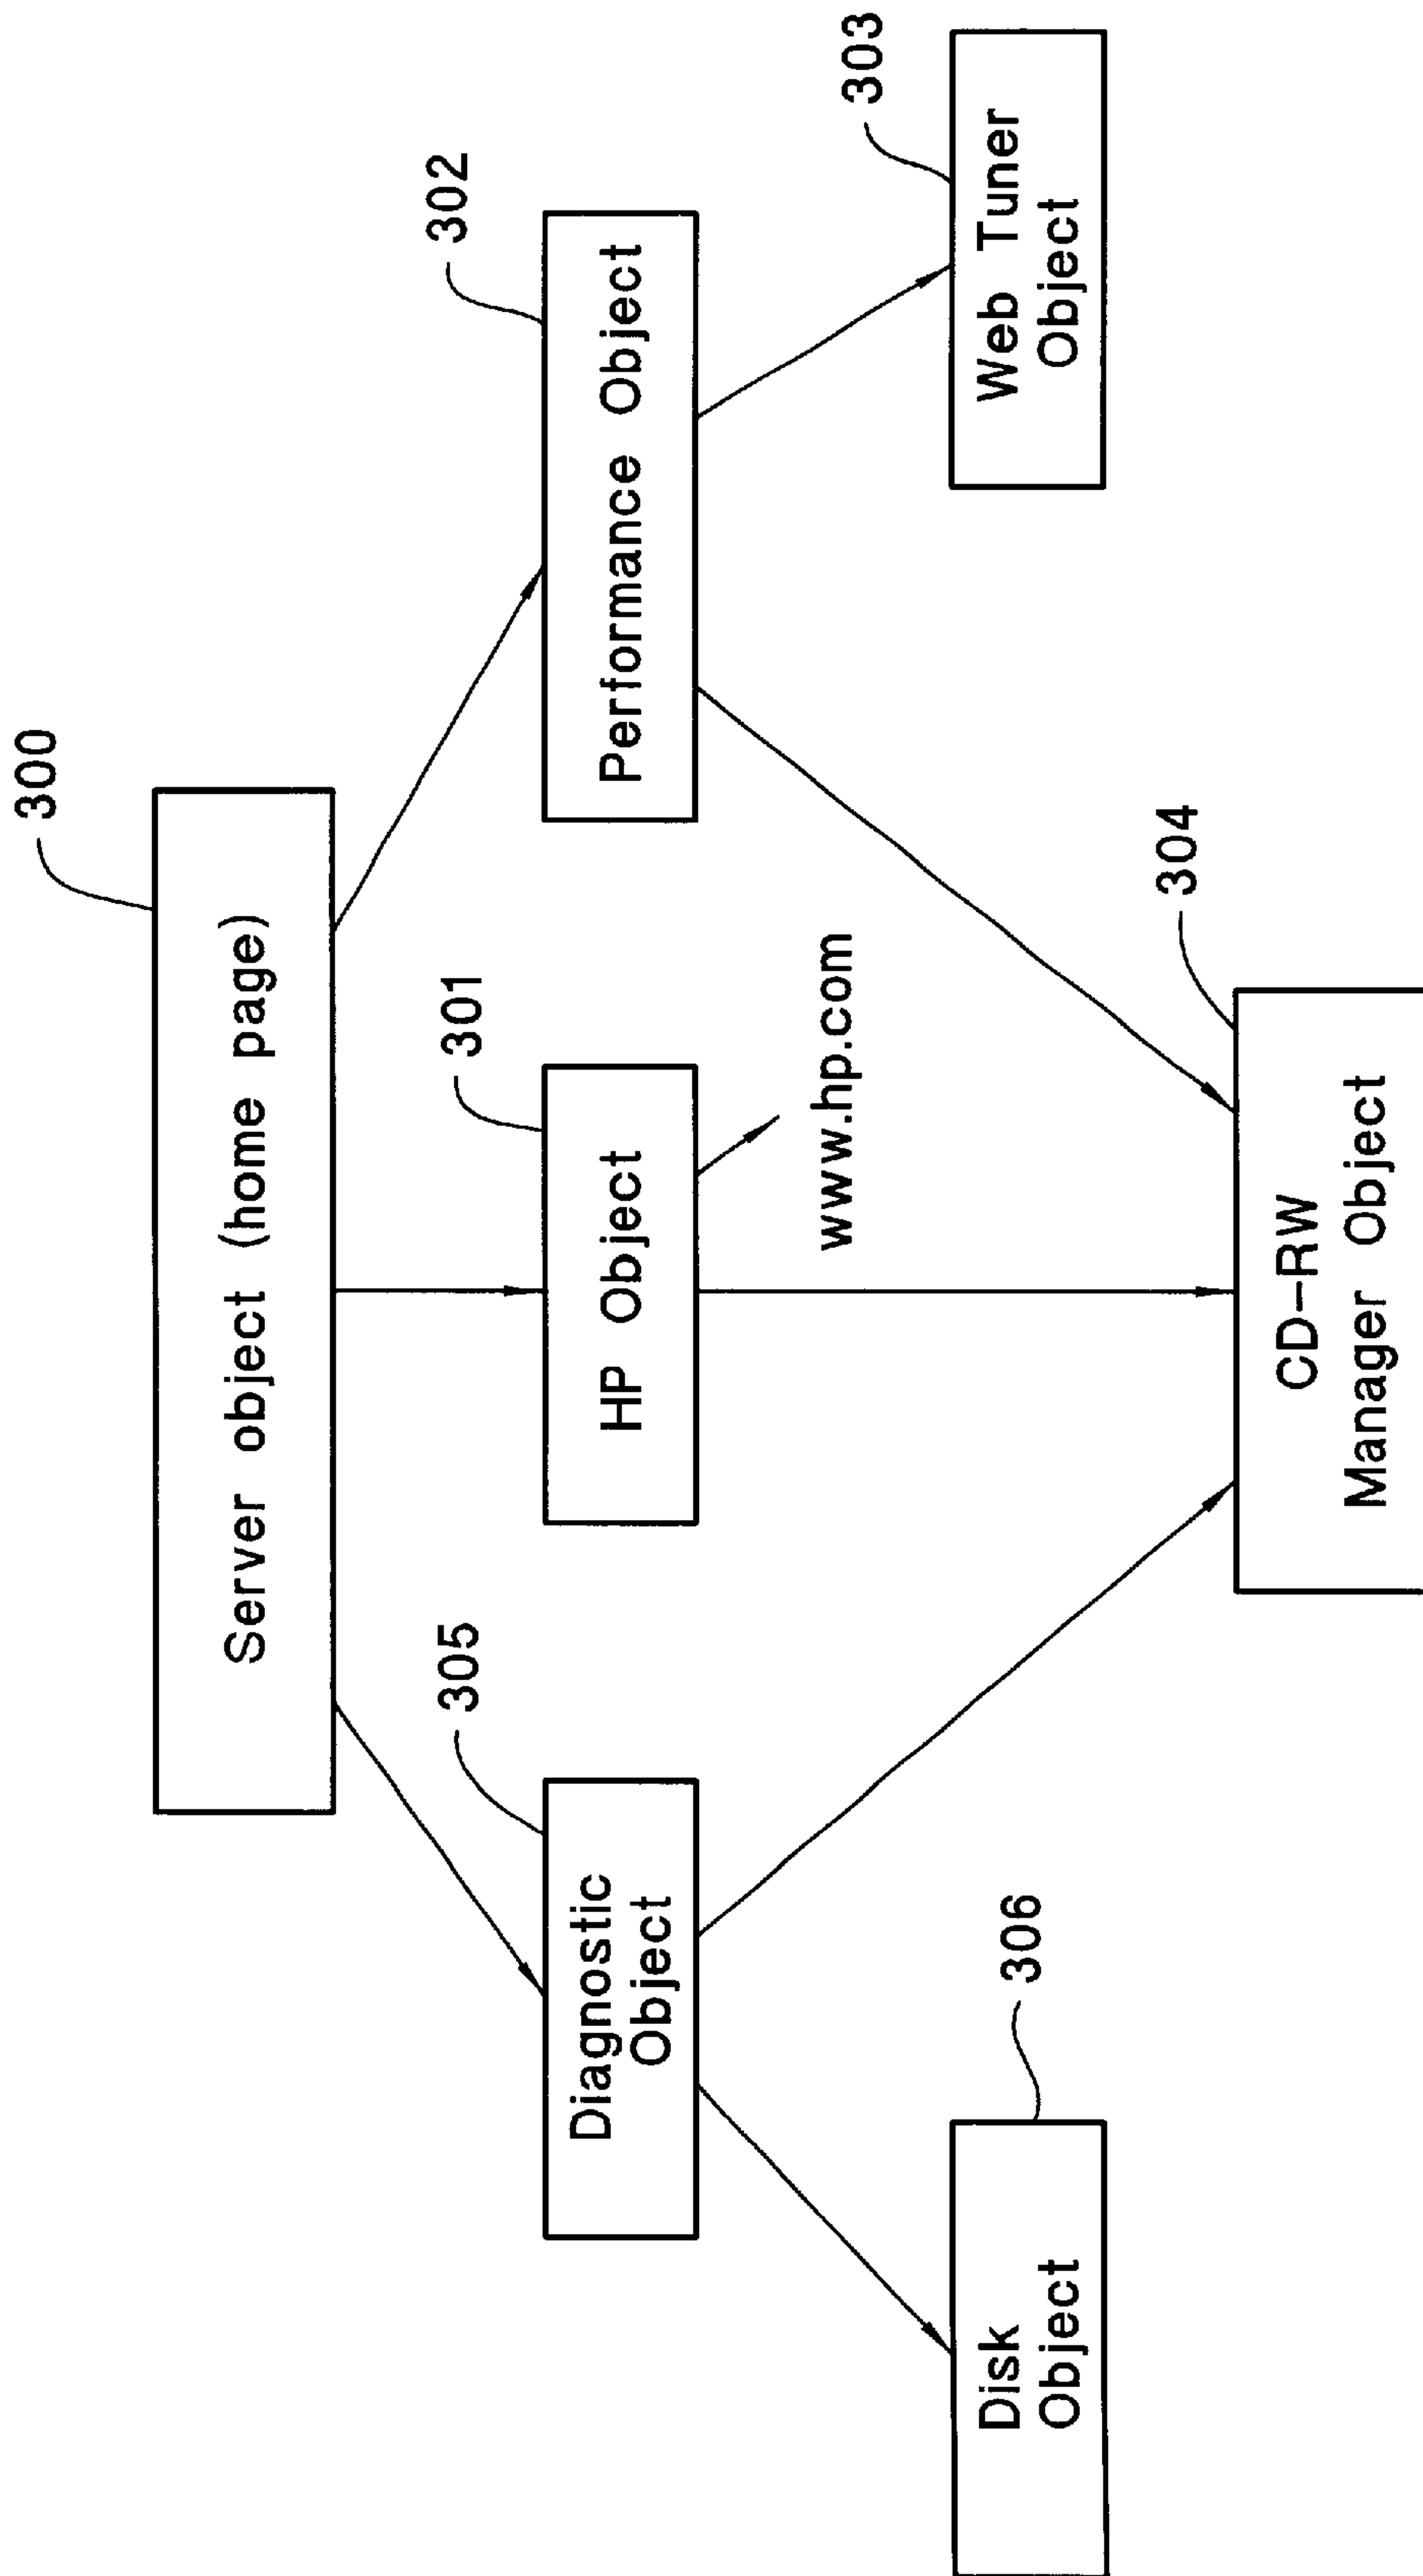 300
Server object (home page)
305
301
302
Diagnostic
Object
HP Object
Performance Object
www.hp.com
306
303
Disk
Object
Web Tuner
Object
304
CD-RW
Manager Object